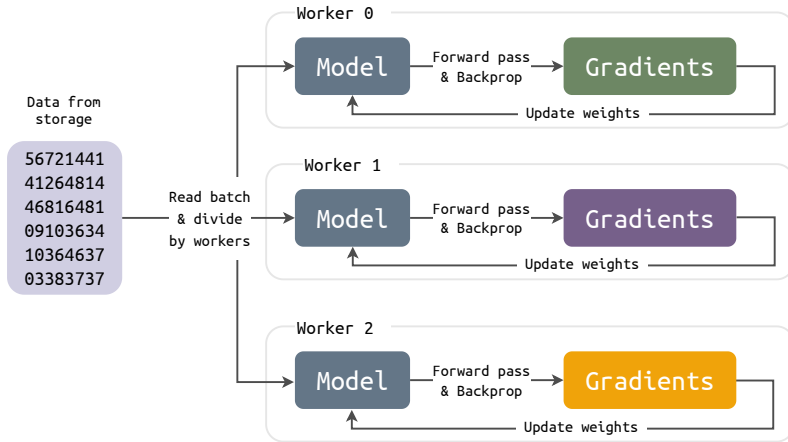 Data from
storage
56721441
41264814
46816481
09103634
10364637
03383737
Read batch
& divide
by workers
Worker 0
Model
Forward pass
& Backprop
Gradients
Update weights
Worker 1
Model
Forward pass
& Backprop
Gradients
Update weights
Worker 2
Model
Forward pass
& Backprop
Gradients
Update weights